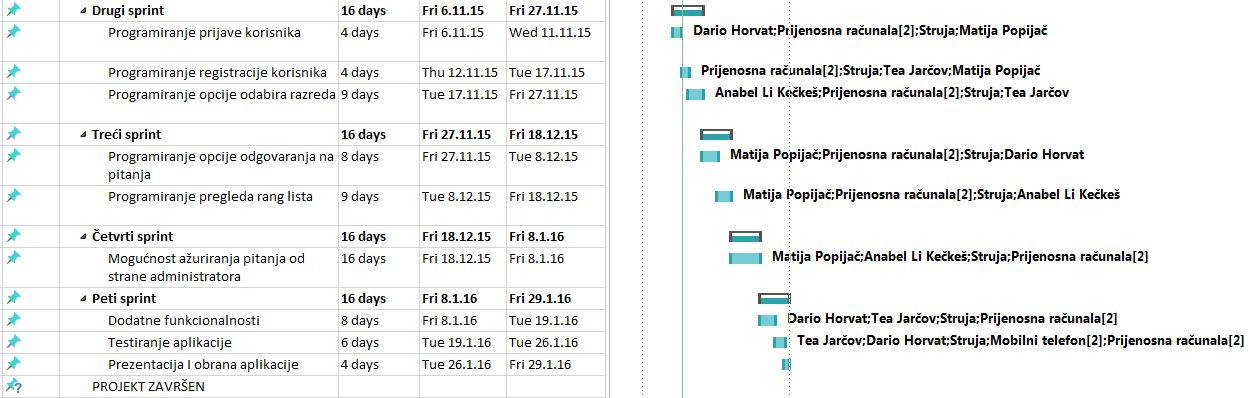 Drugi sprint 16 days Fri 6.11.15 Fri 27.11.15
Programiranje prijave korisnika 4 days Fri 6.11.15 Wed 11.11.15 Dario Horvat;Prijenosna računala[2];Struja;Matija Popijač
Programiranje registracije korisnika 4 days Thu 12.11.15 Tue 17.11.15 Prijenosna računala[2];Struja;Tea Jarčov;Matija Popijač
Programiranje opcije odabira razreda 9 days Tue 17.11.15 Fri 27.11.15 Anabel Li Kečkeš;Prijenosna računala[2];Struja;Tea Jarčov
Treći sprint 16 days Fri 27.11.15 Fri 18.12.15
Programiranje opcije odgovaranja na 8 days Fri 27.11.15 Tue 8.12.15 Matija Popijač;Prijenosna računala[2];Struja;Dario Horvat
pitanja
Programiranje pregleda rang lista 9 days Tue 8.12.15 Fri 18.12.15 Matija Popijač;Prijenosna računala[2];Struja;Anabel Li Kečkeš
Četvrti sprint 16 days Fri 18.12.15 Fri 8.1.16
Mogućnost ažuriranja pitanja od 16 days Fri 18.12.15 Fri 8.1.16 Matija Popijač;Anabel Li Kečkeš;Struja;Prijenosna računala[2]
strane administratora
Peti sprint 16 days Fri 8.1.16 Fri 29.1.16
Dodatne funkcionalnosti 8 days Fri 8.1.16 Tue 19.1.16 Dario Horvat;Tea Jarčov;Struja;Prijenosna računala[2]
Testiranje aplikacije 6 days Tue 19.1.16 Tue 26.1.16 Tea Jarčov;Dario Horvat;Struja;Mobilni telefon[2];Prijenosna računala[2]
Prezentacija I obrana aplikacije 4 days Tue 26.1.16 Fri 29.1.16
PROJEKT ZAVRŠEN